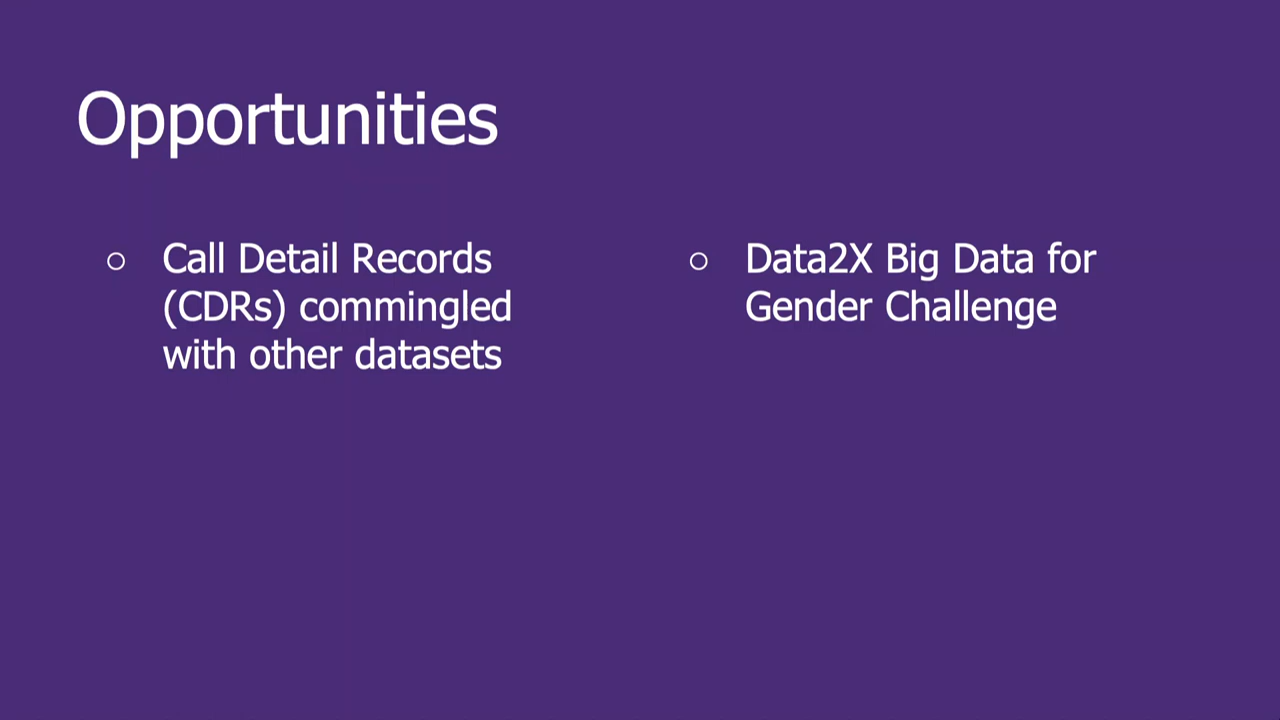 Opportunities
○ Call Detail Records
(CDRs) commingled
with other datasets
○ Data2X Big Data for
Gender Challenge